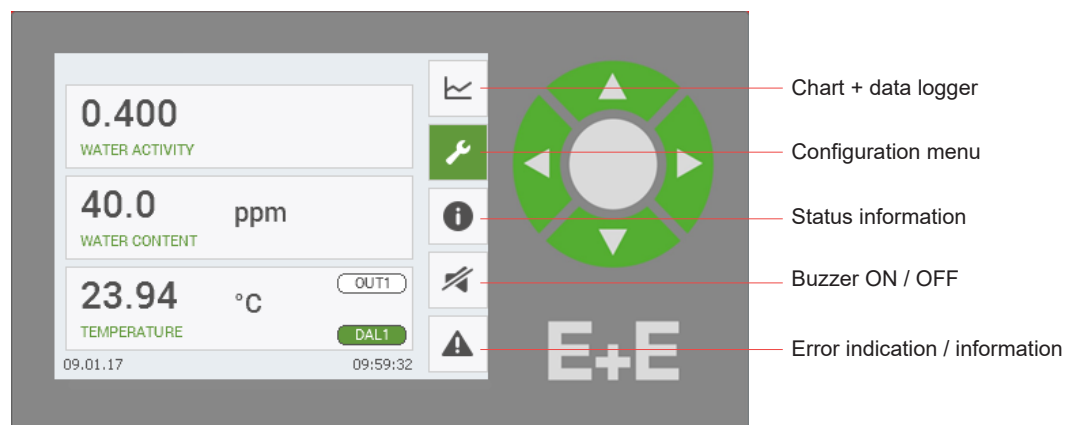 0.400
WATER ACTIVITY
40.0 ppm
WATER CONTENT
23.94 °C OUT1
TEMPERATURE DAL1
09.01.17 09:59:32
E+E
Chart + data logger
Configuration menu
Status information
Buzzer ON / OFF
Error indication / information